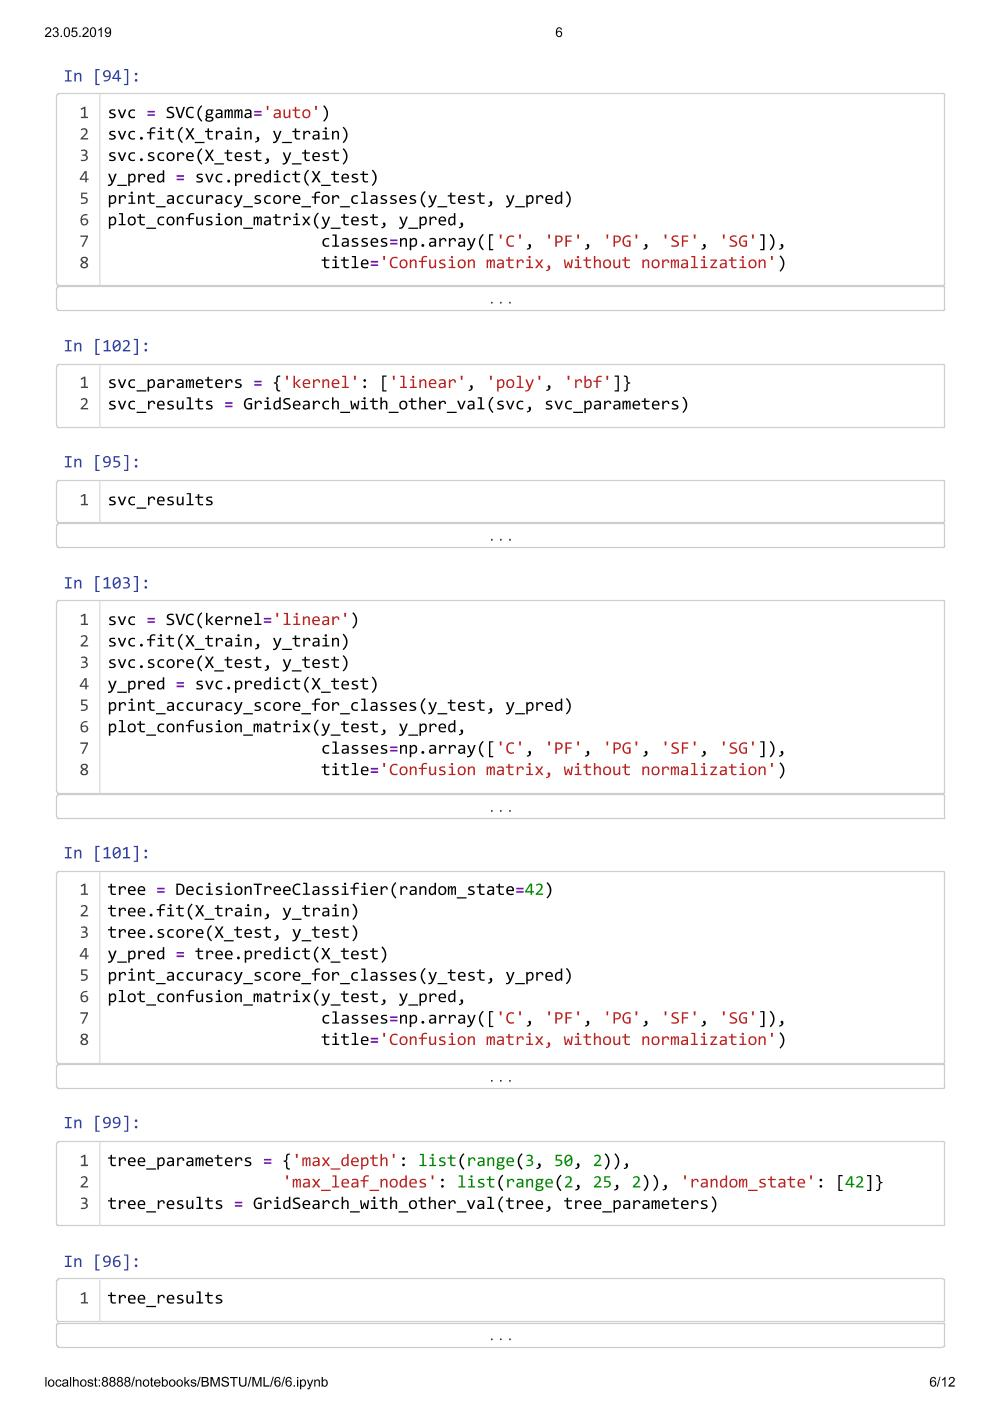 23.05.2019 6
In [94]:
1 svc = SVC(gamma='auto')
2 svc.fit(X_train, y_train)
3 svc.score(X_test, y_test)
4 y_pred = svc.predict(X_test)
5 print_accuracy_score_for_classes(y_test, y_pred)
6 plot_confusion_matrix(y_test, y_pred,
7                       classes=np.array(['C', 'PF', 'PG', 'SF', 'SG']),
8                       title='Confusion matrix, without normalization')
...
In [102]:
1 svc_parameters = {'kernel': ['linear', 'poly', 'rbf']}
2 svc_results = GridSearch_with_other_val(svc, svc_parameters)
In [95]:
1 svc_results
...
In [103]:
1 svc = SVC(kernel='linear')
2 svc.fit(X_train, y_train)
3 svc.score(X_test, y_test)
4 y_pred = svc.predict(X_test)
5 print_accuracy_score_for_classes(y_test, y_pred)
6 plot_confusion_matrix(y_test, y_pred,
7                       classes=np.array(['C', 'PF', 'PG', 'SF', 'SG']),
8                       title='Confusion matrix, without normalization')
...
In [101]:
1 tree = DecisionTreeClassifier(random_state=42)
2 tree.fit(X_train, y_train)
3 tree.score(X_test, y_test)
4 y_pred = tree.predict(X_test)
5 print_accuracy_score_for_classes(y_test, y_pred)
6 plot_confusion_matrix(y_test, y_pred,
7                       classes=np.array(['C', 'PF', 'PG', 'SF', 'SG']),
8                       title='Confusion matrix, without normalization')
...
In [99]:
1 tree_parameters = {'max_depth': list(range(3, 50, 2)),
2                   'max_leaf_nodes': list(range(2, 25, 2)), 'random_state': [42]}
3 tree_results = GridSearch_with_other_val(tree, tree_parameters)
In [96]:
1 tree_results
...
localhost:8888/notebooks/BMSTU/ML/6/6.ipynb 6/12